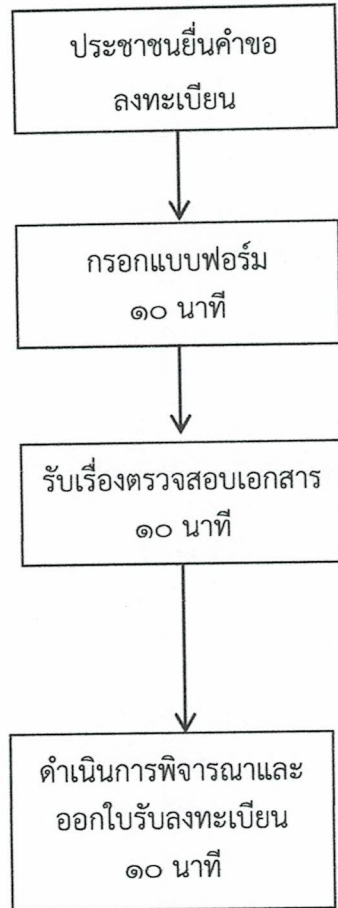 ประชาชนยื่นคำขอ
ลงทะเบียน
กรอกแบบฟอร์ม
๑๐ นาที
รับเรื่องตรวจสอบเอกสาร
๑๐ นาที
ดำเนินการพิจารณาและ
ออกใบรับลงทะเบียน
๑๐ นาที